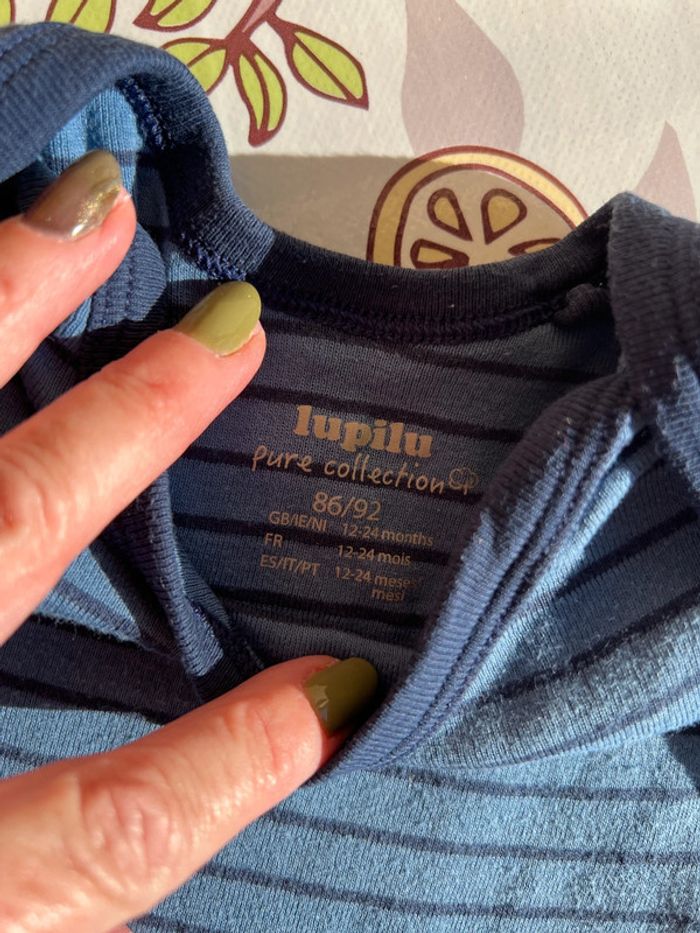 lupilu
pure collection
86/92
GB/IE/NI 12-24 months
FR 12-24 mois
ES/IT/PT 12-24 meses
mesi